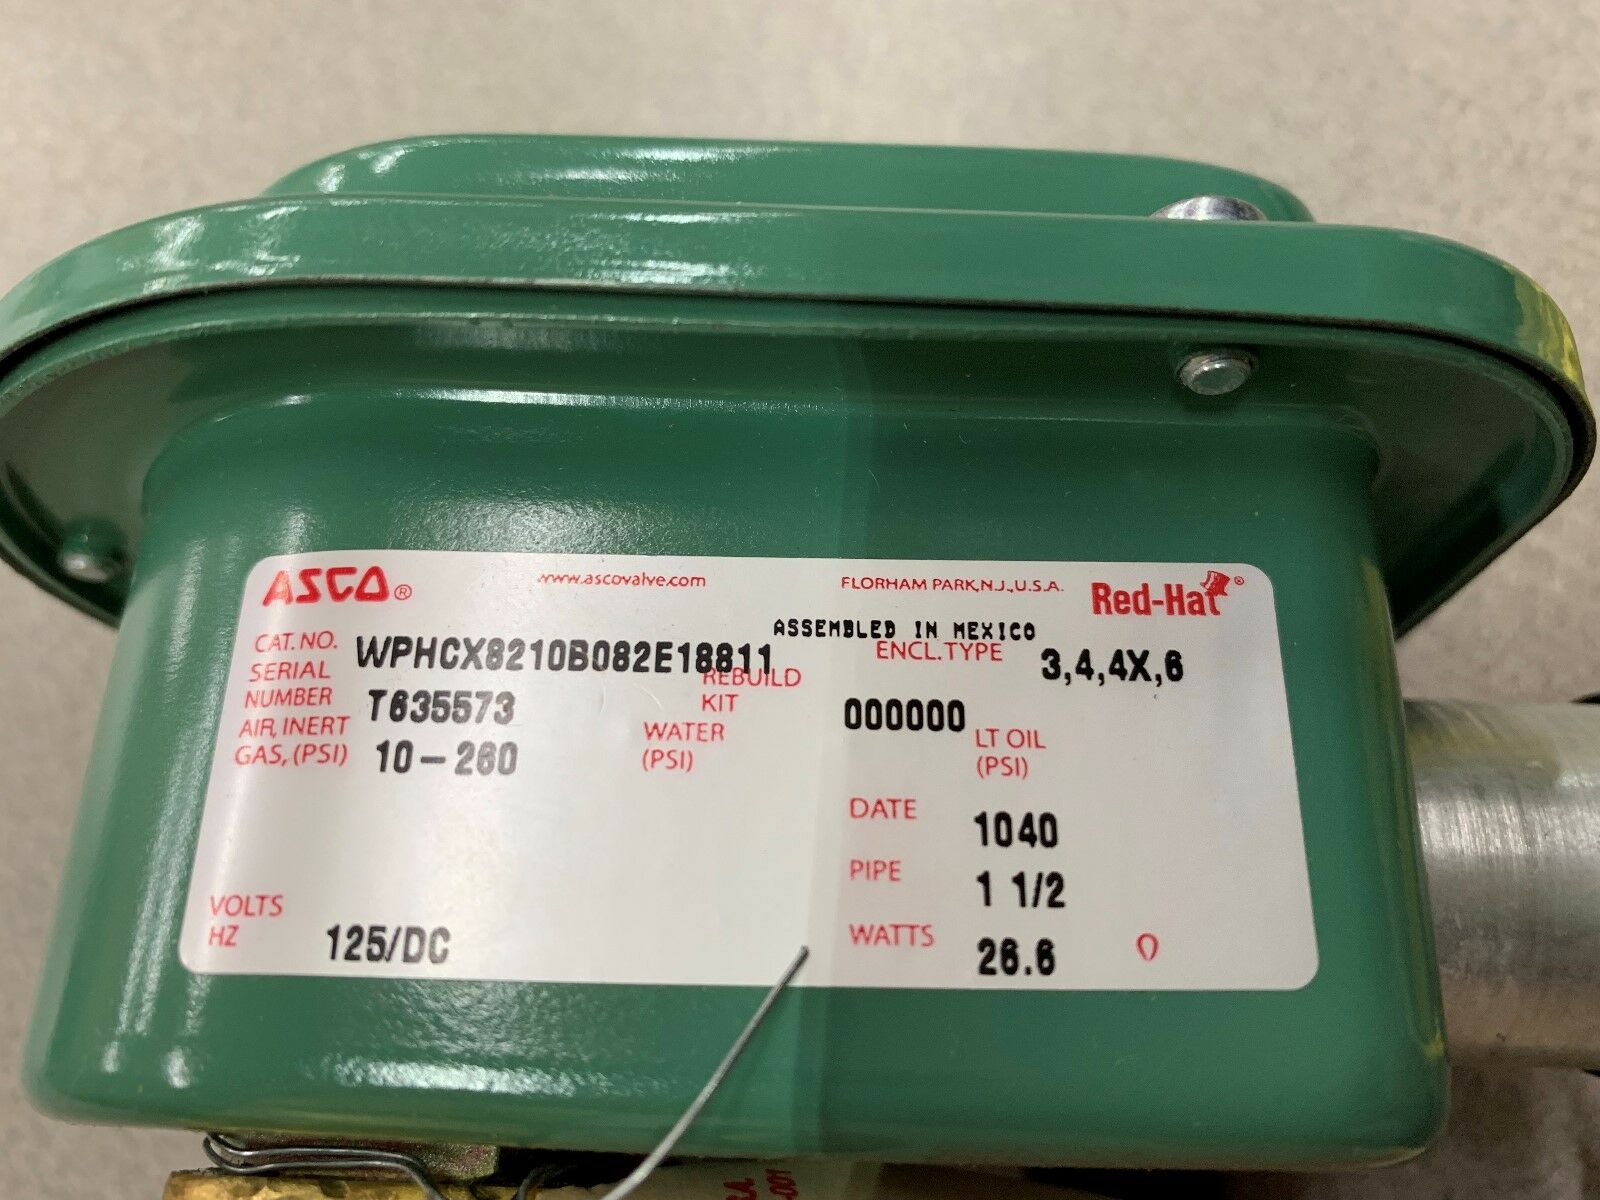 ASCO® www.ascovalve.com FLORHAM PARK,N.J.,U.S.A. Red-Hat®
ASSEMBLED IN MEXICO
CAT. NO. WPHCX8210B082E18811 ENCL. TYPE 3,4,4X,6
SERIAL NUMBER T635573 REBUILD KIT 000000
AIR, INERT GAS, (PSI) 10-260 WATER (PSI) LT OIL (PSI)
DATE 1040
PIPE 1 1/2
VOLTS HZ 125/DC WATTS 26.6